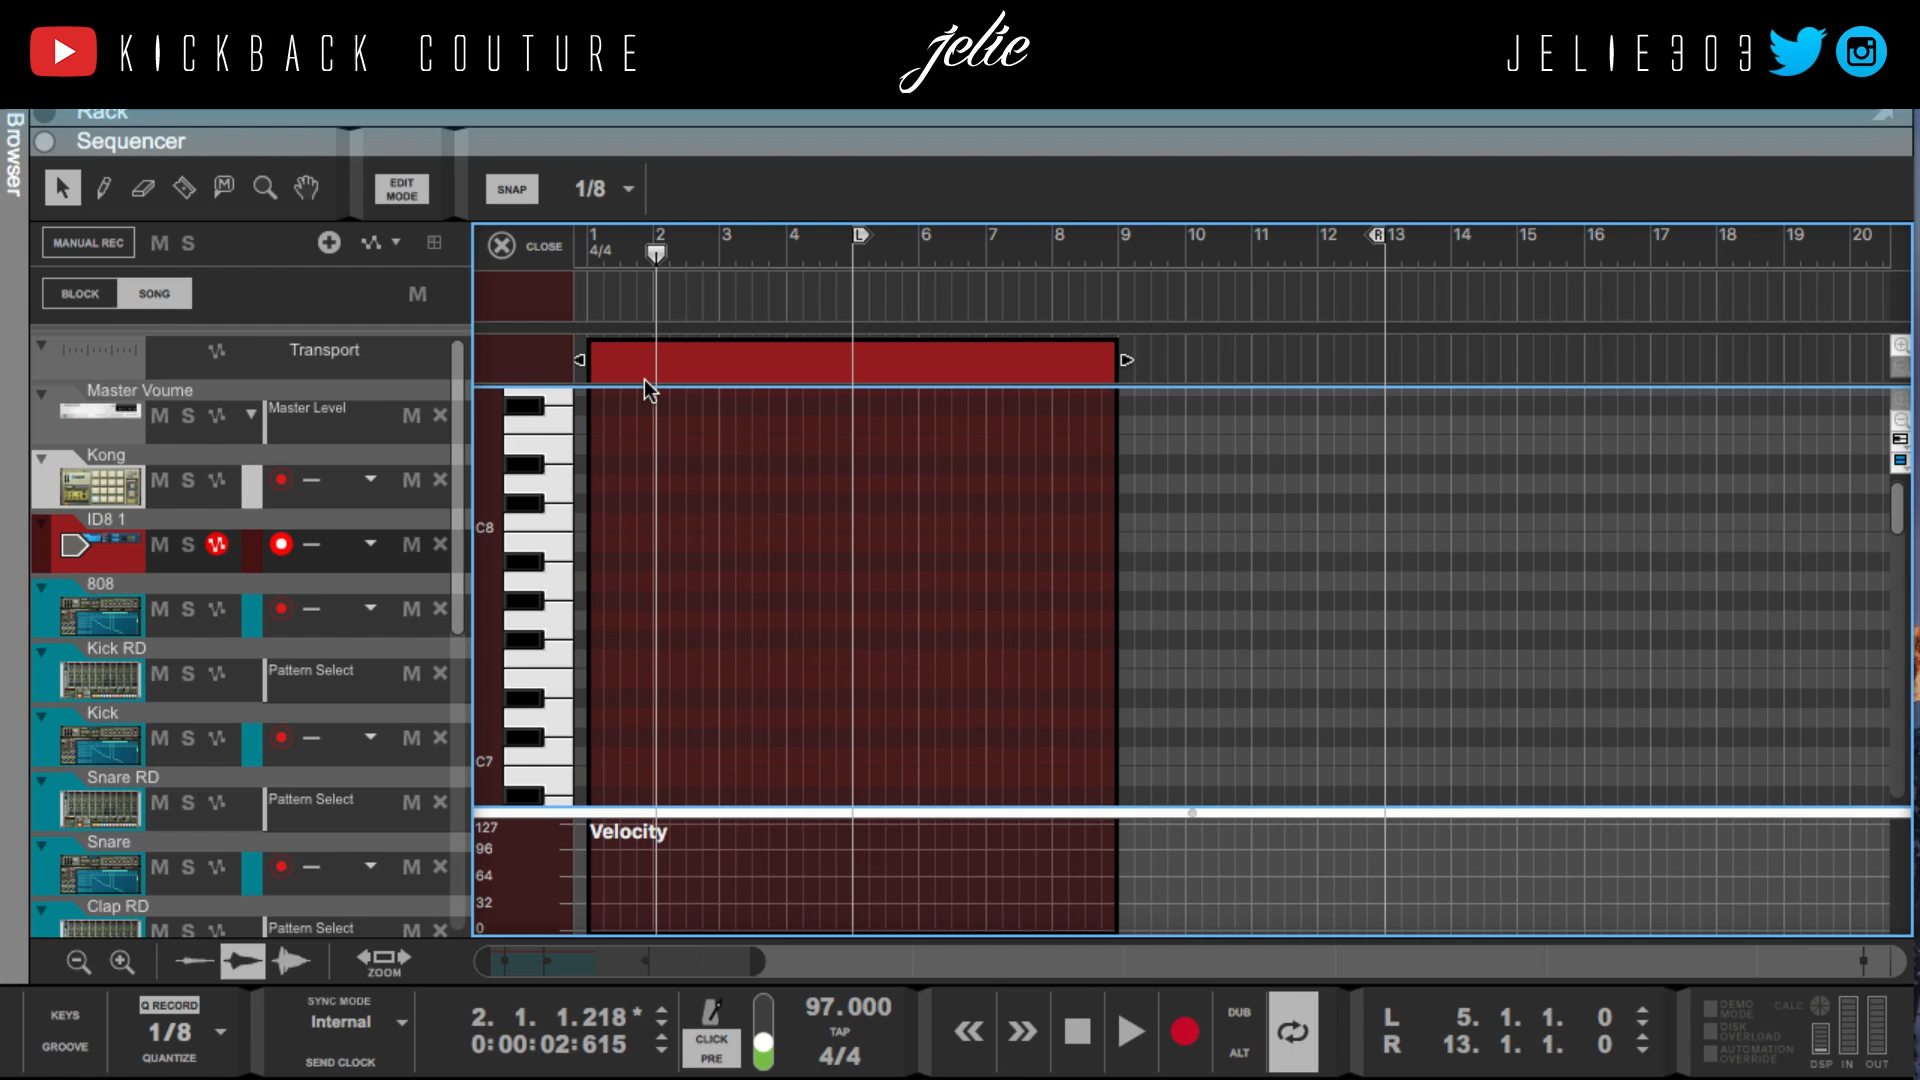 KICKBACK COUTURE
jelie
JELIE303
Browser
Rack
Sequencer
EDIT MODE
SNAP
1/8
MANUAL REC
M S
CLOSE
1 2 3 4 L 6 7 8 9 10 11 12 R 13 14 15 16 17 18 19 20
4/4
BLOCK
SONG
M
Transport
Master Voume
M S
Master Level
M
Kong
M S
M
ID8 1
M S
M
808
M S
M
Kick RD
M S
Pattern Select
M
Kick
M S
M
Snare RD
M S
Pattern Select
M
Snare
M S
M
Clap RD
M S
Pattern Select
M
C8
C7
Velocity
127
96
64
32
0
ZOOM
KEYS
GROOVE
Q RECORD
1/8
QUANTIZE
SYNC MODE
Internal
SEND CLOCK
2. 1. 1.218 *
0:00:02:615
CLICK
PRE
97.000
TAP
4/4
DUB
ALT
L 5. 1. 1. 0
R 13. 1. 1. 0
DEMO MODE
DISK OVERLOAD
AUTOMATION OVERRIDE
CALC
DSP IN OUT